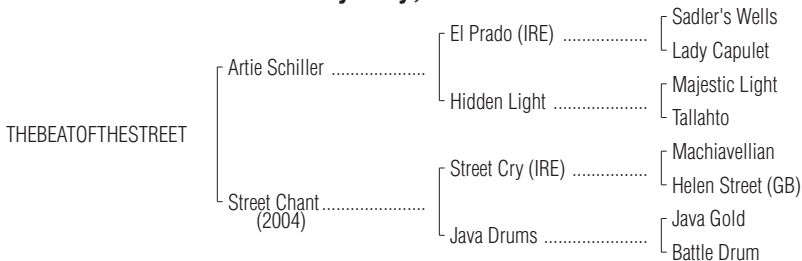 Sadler's Wells
El Prado (IRE) ..................
Lady Capulet
Artie Schiller ....................
Majestic Light
Hidden Light ....................
Tallahto
THEBEATOFTHESTREET
Machiavellian
Street Cry (IRE) ................
Helen Street (GB)
Street Chant......................
(2004)
Java Gold
Java Drums ......................
Battle Drum